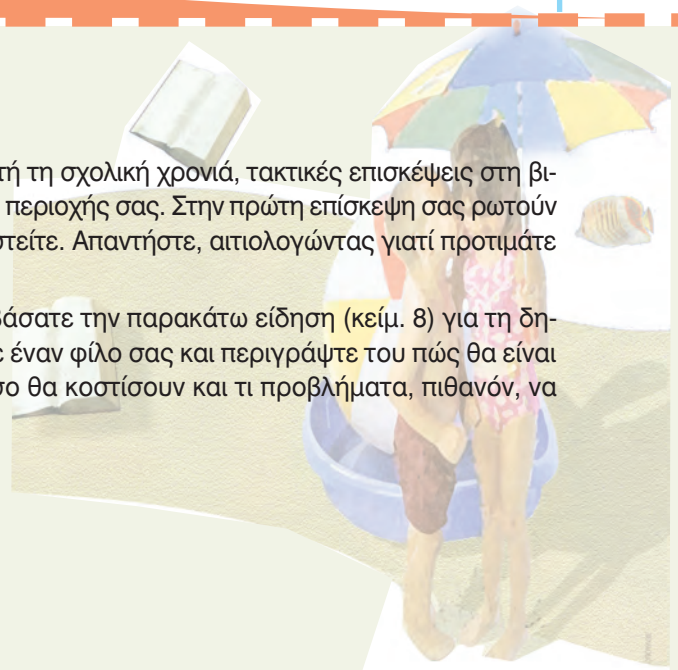 τή τη σχολική χρονιά, τακτικές επισκέψεις στη βι-
περιοχής σας. Στην πρώτη επίσκεψη σας ρωτούν
στείτε. Απαντήστε, αιτιολογώντας γιατί προτιμάτε
βάσατε την παρακάτω είδηση (κείμ. 8) για τη δη-
ε έναν φίλο σας και περιγράψτε του πώς θα είναι
σο θα κοστίσουν και τι προβλήματα, πιθανόν, να